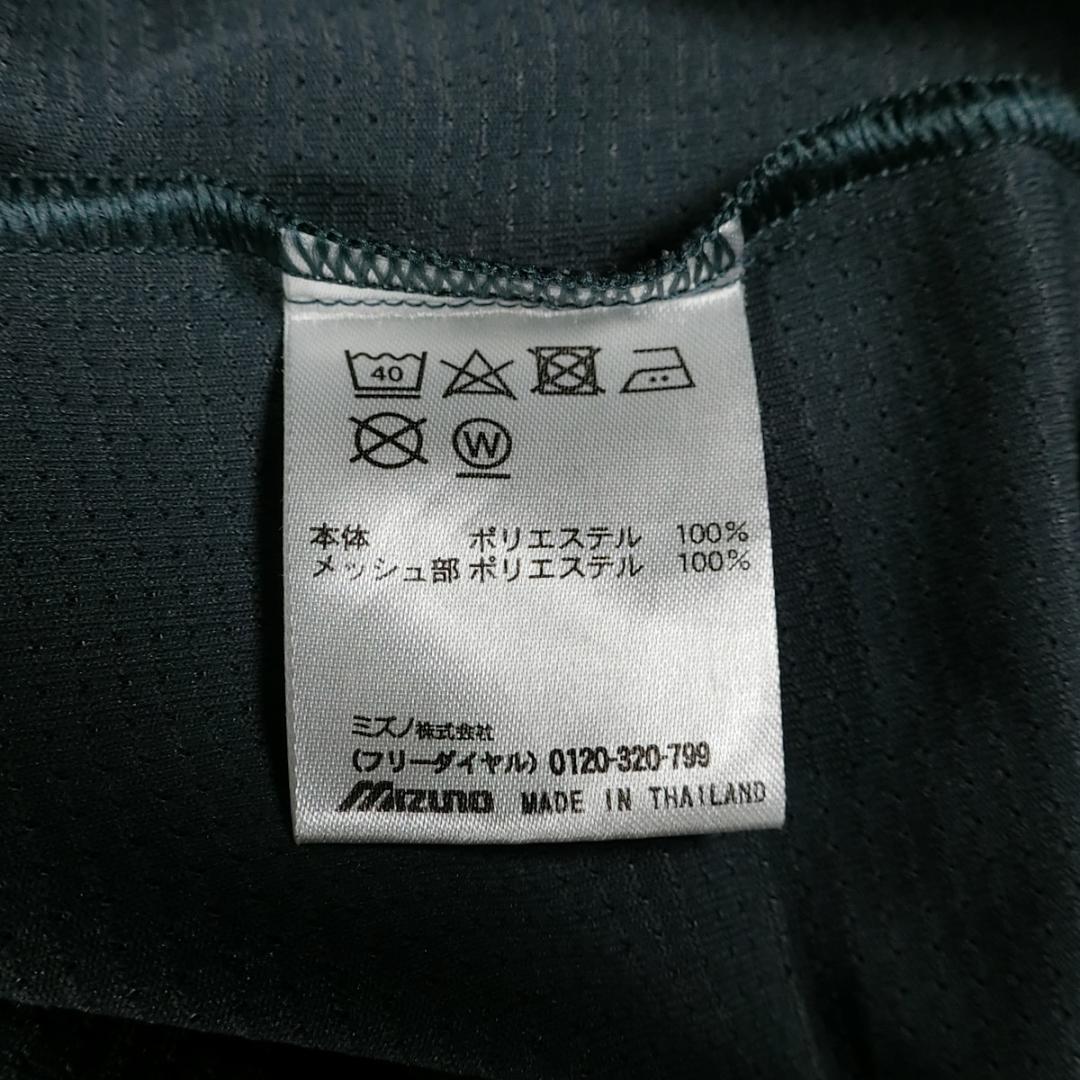 40
W
本体 ポリエステル 100%
メッシュ部 ポリエステル 100%
ミズノ株式会社
(フリーダイヤル) 0120-320-799
MIZUNO MADE IN THAILAND